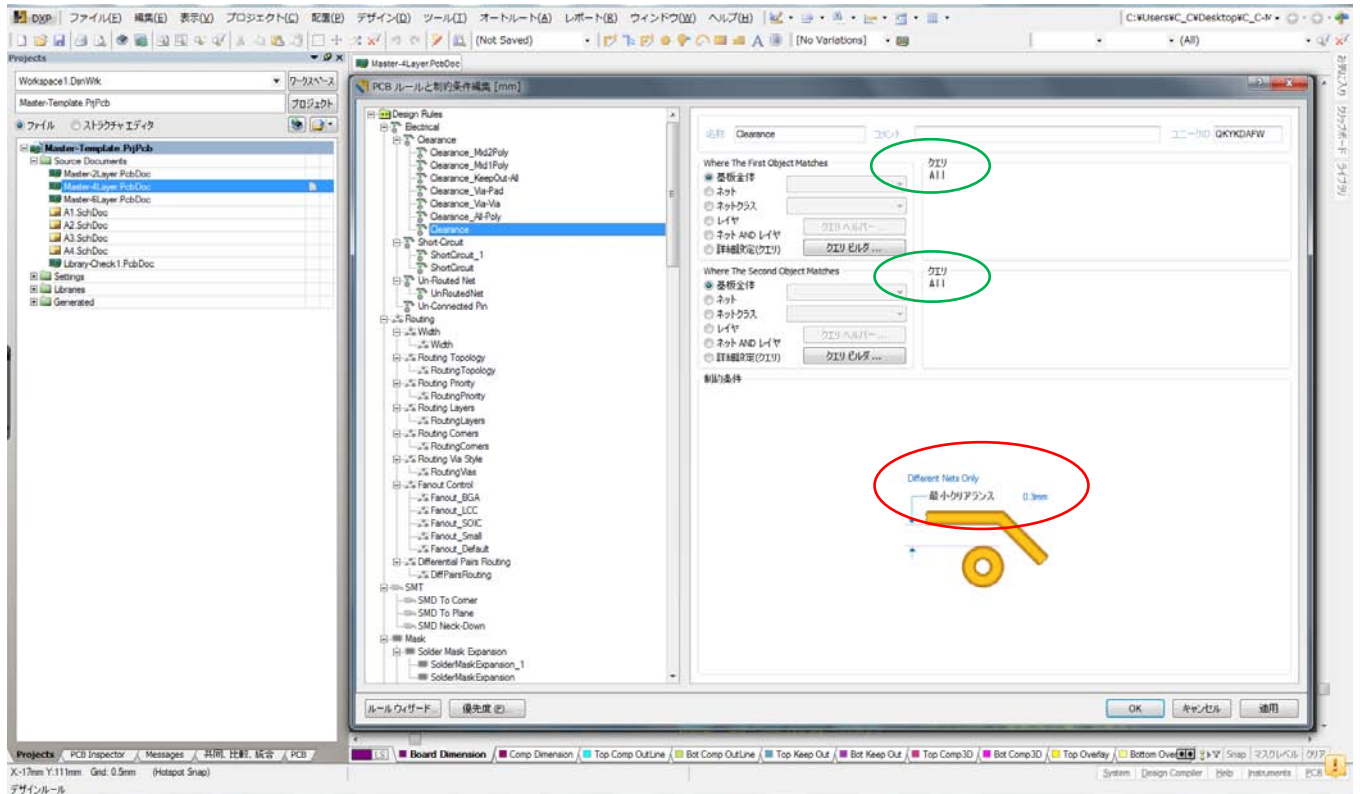 DXP ファイル(F) 編集(E) 表示(V) プロジェクト(C) 配置(P) デザイン(D) ツール(T) オートルート(A) レポート(R) ウィンドウ(W) ヘルプ(H)
(Not Saved) [No Variations] (All)
Projects
Master-4Layer.PcbDoc
Workspace1.DsnWrk ワークスペース
Master-Template.PrjPcb プロジェクト
ファイル ストラクチャ エディタ
Master-Template.PrjPcb
Source Documents
Master-2Layer.PcbDoc
Master-4Layer.PcbDoc
Master-6Layer.PcbDoc
A1.SchDoc
A2.SchDoc
A3.SchDoc
A4.SchDoc
Library-Check1.PcbDoc
Settings
Libraries
Generated
PCB ルールと制約条件編集 [mm]
Design Rules
Electrical
Clearance
Clearance_Mid2Poly
Clearance_Mid1Poly
Clearance_KeepOut-All
Clearance_Via-Pad
Clearance_Via-Via
Clearance_All-Poly
Clearance
Short-Circuit
ShortCircuit_1
ShortCircuit
Un-Routed Net
UnRoutedNet
Un-Connected Pin
Routing
Width
Width
Routing Topology
RoutingTopology
Routing Priority
RoutingPriority
Routing Layers
RoutingLayers
Routing Corners
RoutingCorners
Routing Via Style
RoutingVias
Fanout Control
Fanout_BGA
Fanout_LCC
Fanout_SOIC
Fanout_Small
Fanout_Default
Differential Pairs Routing
DiffPairsRouting
SMT
SMD To Corner
SMD To Plane
SMD Neck-Down
Mask
Solder Mask Expansion
SolderMaskExpansion_1
SolderMaskExpansion
名称 Clearance コメント ユニークID QKYKDAFW
Where The First Object Matches
基板全体
ネット
ネットクラス
レイヤ
ネット AND レイヤ
詳細設定(クエリ)
クエリ ヘルパー ...
クエリ ビルダ ...
クエリ
All
Where The Second Object Matches
基板全体
ネット
ネットクラス
レイヤ
ネット AND レイヤ
詳細設定(クエリ)
クエリ ヘルパー ...
クエリ ビルダ ...
クエリ
All
制約条件
Different Nets Only
最小クリアランス 0.3mm
ルール ウィザード... 優先度 (P)... OK キャンセル 適用
お気に入り
クリップボード
ライブラリ
Projects PCB Inspector Messages 共同, 比較, 統合 PCB
LS Board Dimension Comp Dimension Top Comp OutLine Bot Comp OutLine Top Keep Out Bot Keep Out Top Comp3D Bot Comp3D Top Overlay Bottom Snap マスクレベル クリア
X:-17mm Y:111mm Grid: 0.5mm (Hotspot Snap)
System Design Compiler Help Instruments PCB
デザインルール